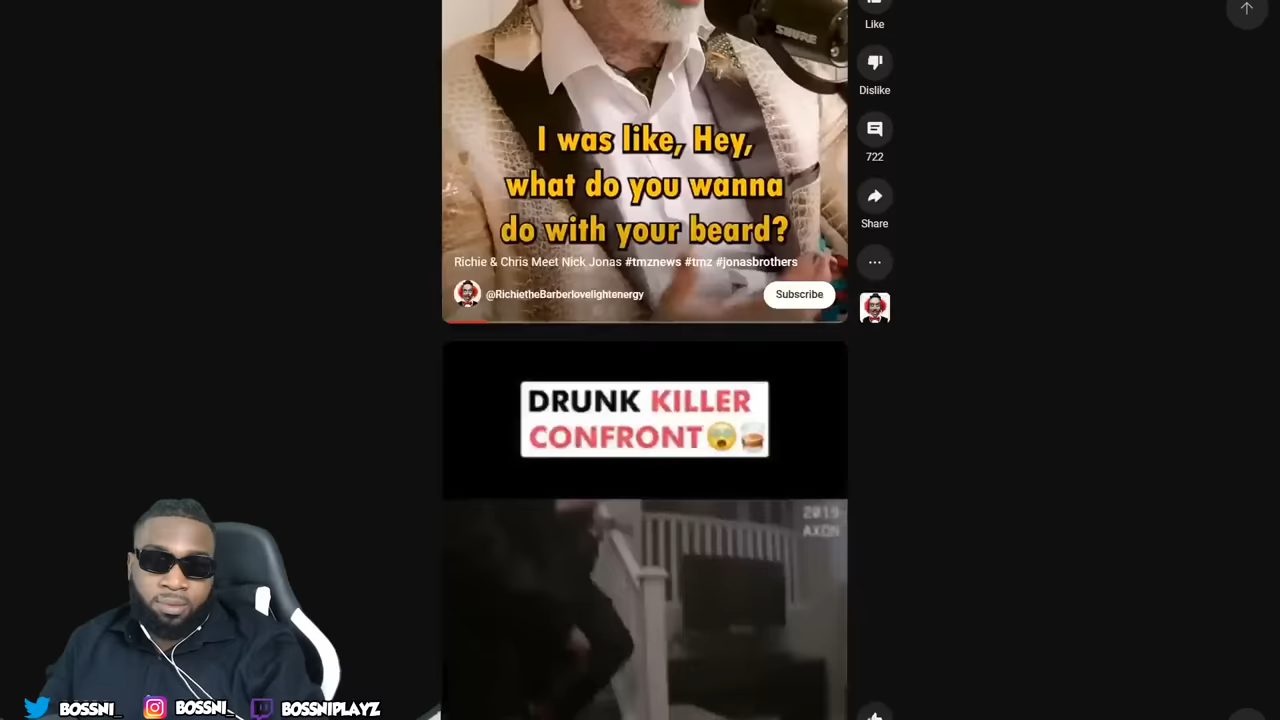 SHURE
Like
Dislike
I was like, Hey,
what do you wanna
do with your beard?
722
Share
Richie & Chris Meet Nick Jonas #tmznews #tmz #jonasbrothers
@RichietheBarberlovelightenergy
Subscribe
DRUNK KILLER
CONFRONT😱🥃
2019
AXON
BOSSNI_
BOSSNI_
BOSSNIPLAYZ